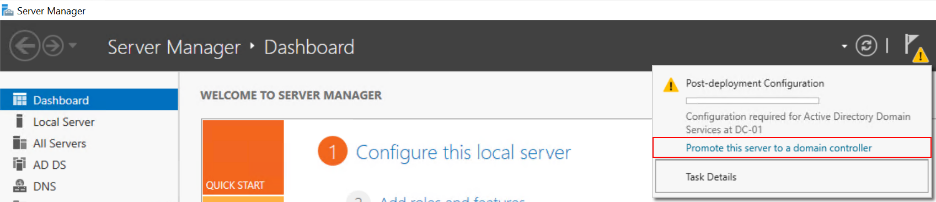 Server Manager
Server Manager ‣ Dashboard
WELCOME TO SERVER MANAGER
Dashboard
Local Server
All Servers
AD DS
DNS
QUICK START
1 Configure this local server
2 Add roles and features
Post-deployment Configuration
Configuration required for Active Directory Domain
Services at DC-01
Promote this server to a domain controller
Task Details